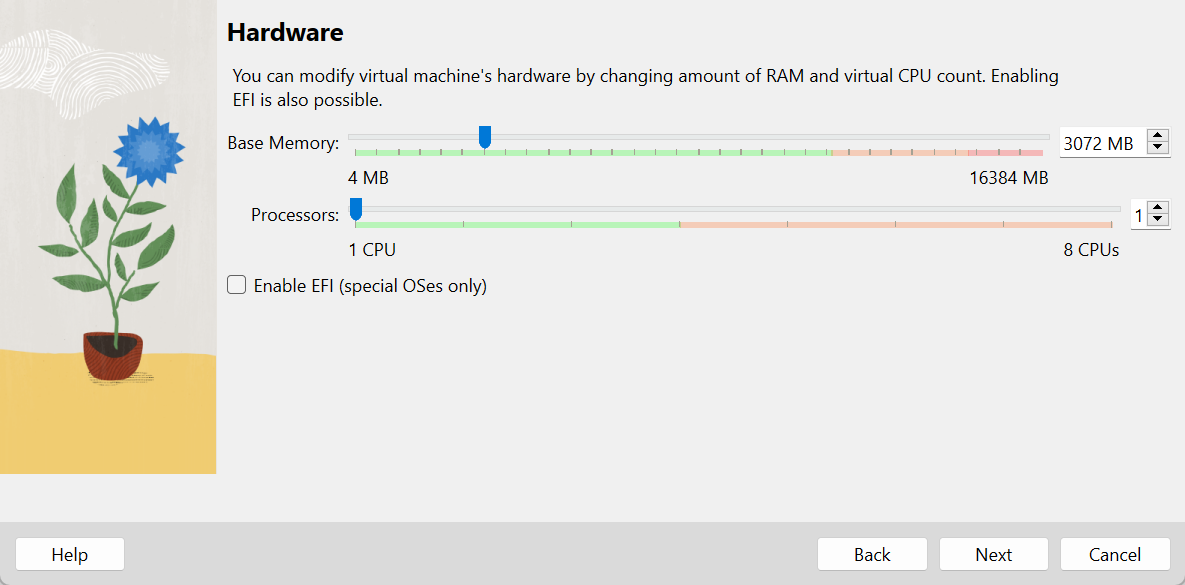 Hardware
You can modify virtual machine's hardware by changing amount of RAM and virtual CPU count. Enabling
EFI is also possible.
Base Memory: 3072 MB
4 MB 16384 MB
Processors: 1
1 CPU 8 CPUs
Enable EFI (special OSes only)
Help Back Next Cancel